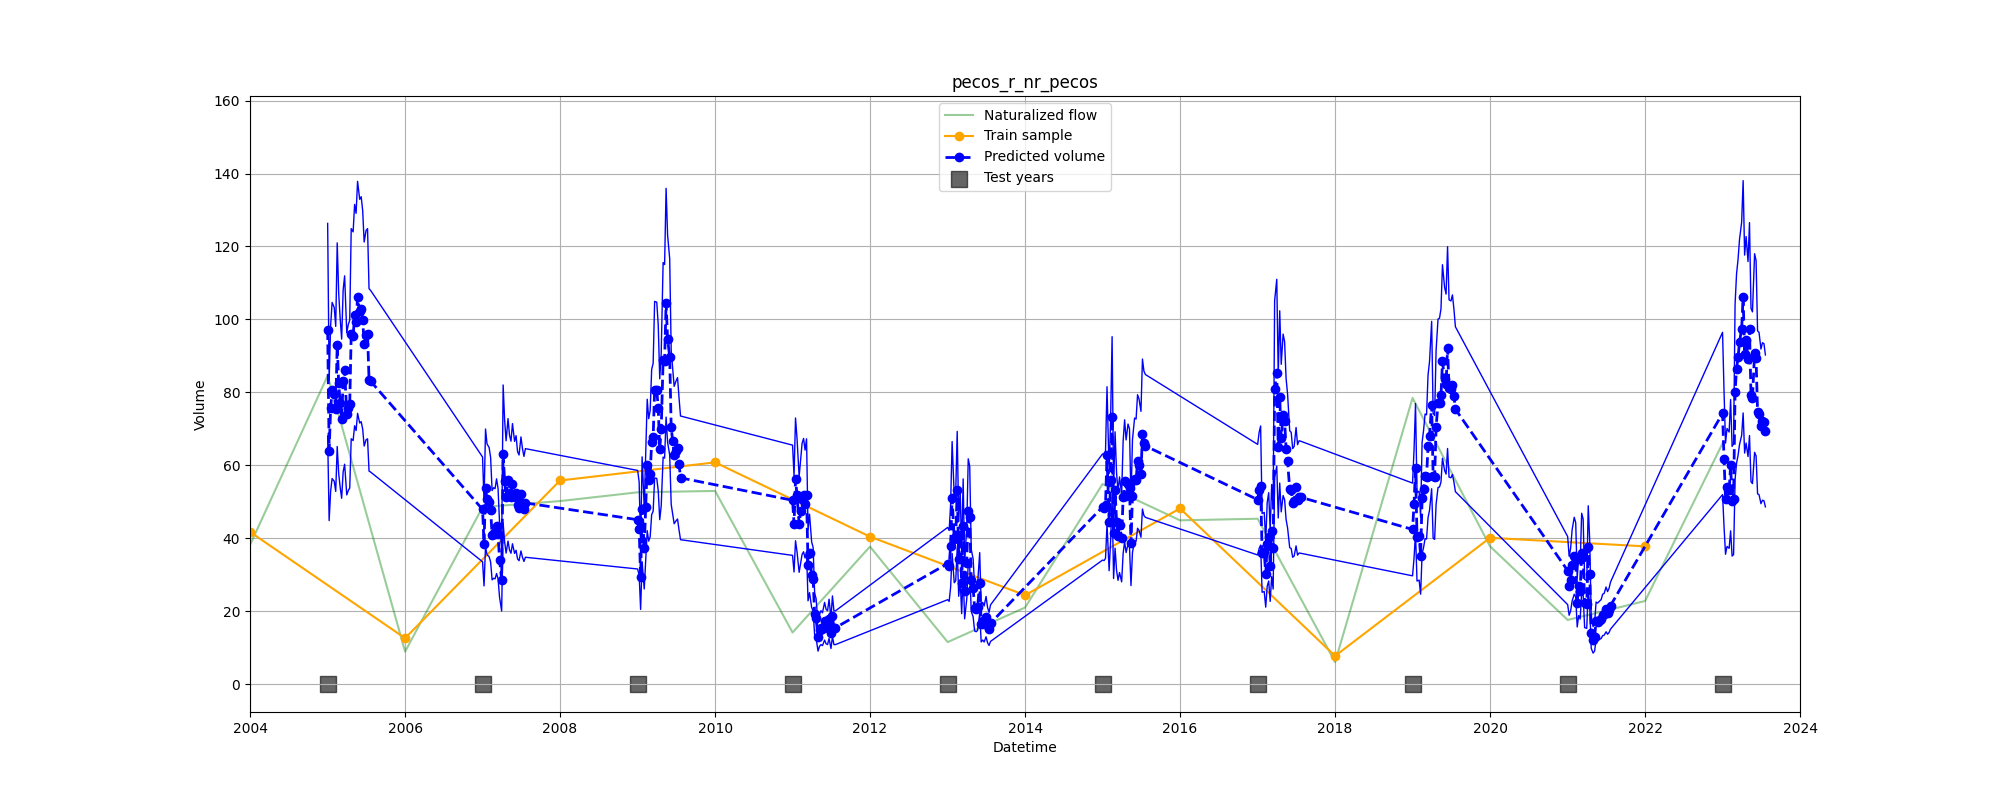 pecos_r_nr_pecos
Naturalized flow
Train sample
Predicted volume
Test years
Volume
160
140
120
100
80
60
40
20
0
2004 2006 2008 2010 2012 2014 2016 2018 2020 2022 2024
Datetime